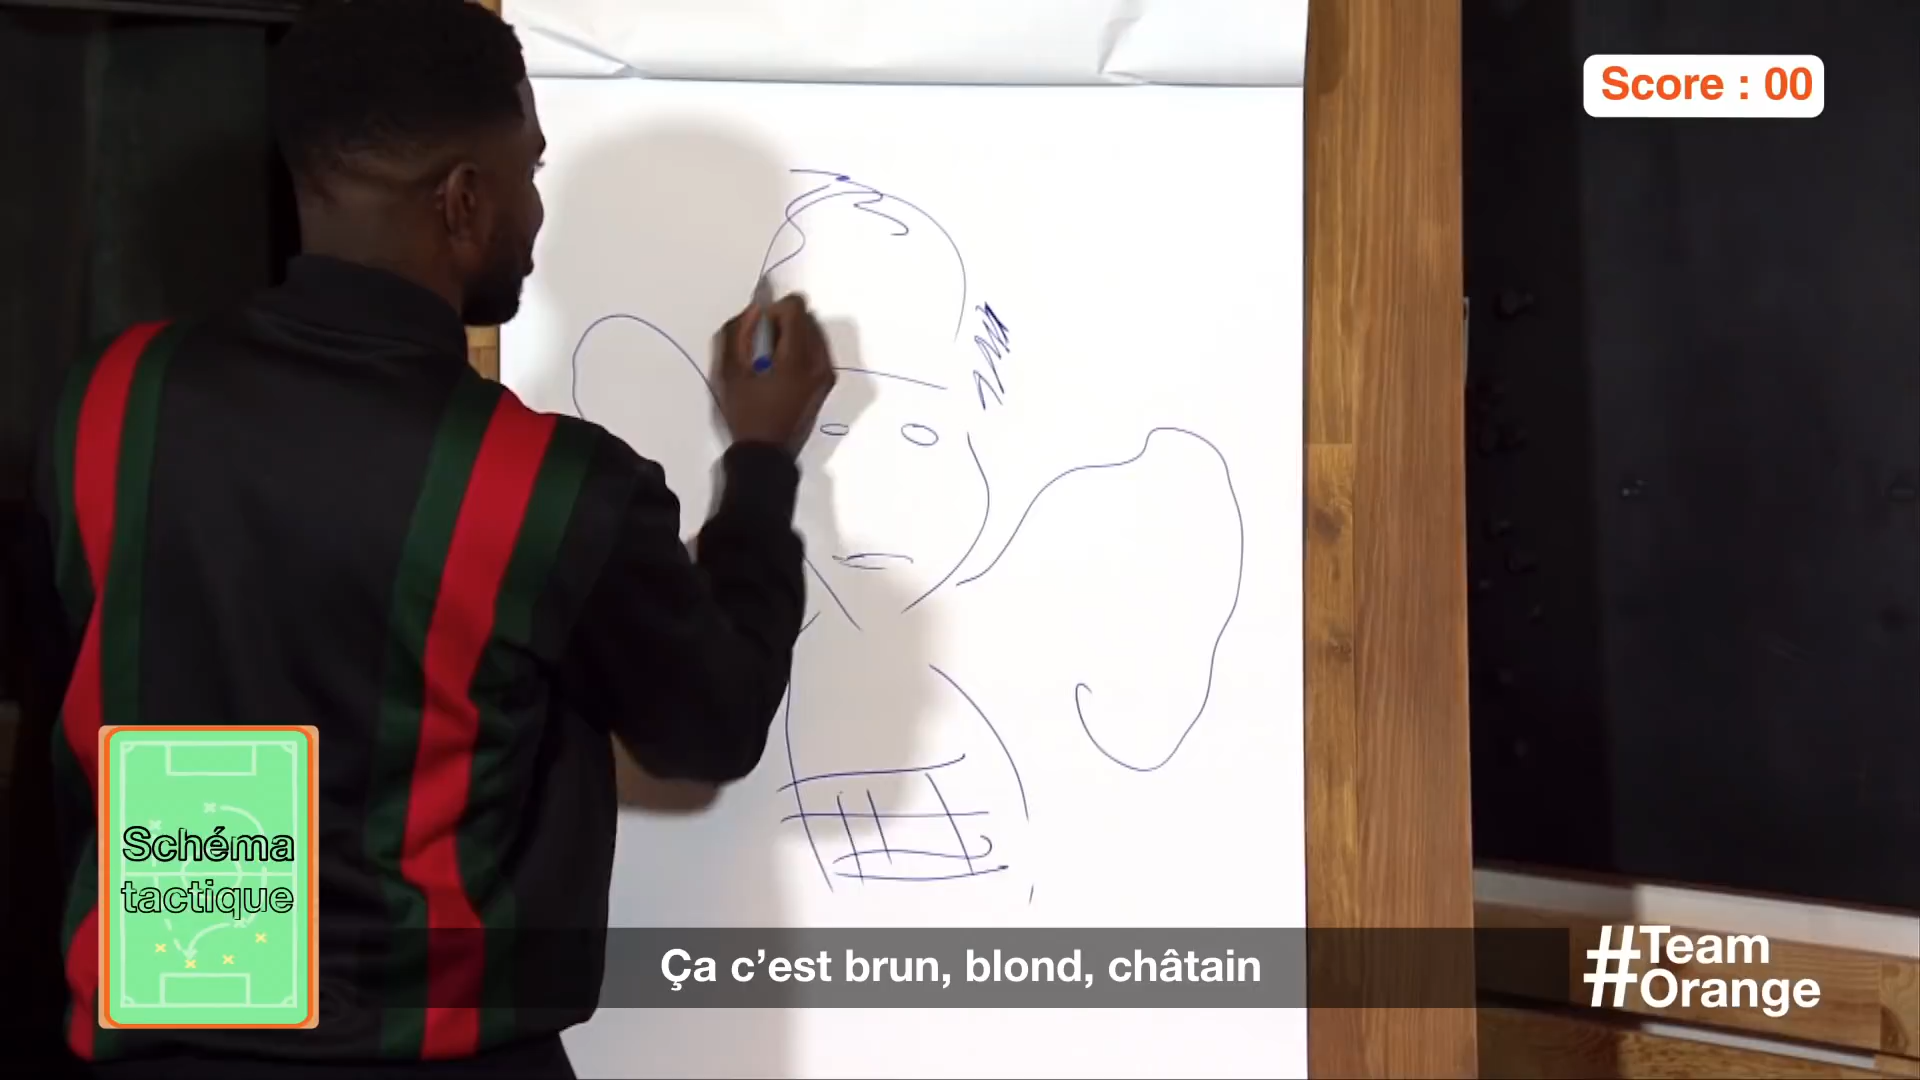 Score : 00
Schéma
tactique
Ça c’est brun, blond, châtain
#Team
Orange